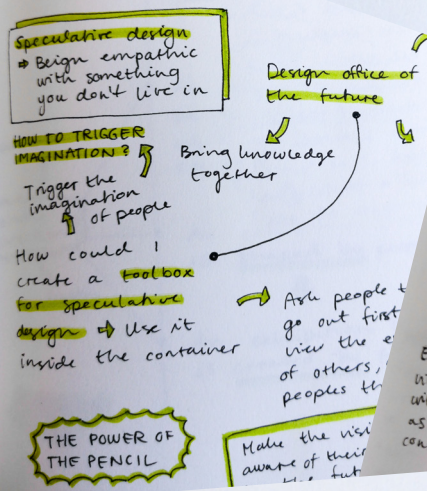 Speculative design
⇨ Beign empathic
with something
you don't live in
Design office of
the future
HOW TO TRIGGER
IMAGINATION?
Bring knowledge
together
Trigger the
imagination
of people
How could I
create a toolbox
for speculative
design ⇨ Use it
inside the container
Ask people
go out first
view the
of others,
peoples
THE POWER OF
THE PENCIL
Make the
aware of their
the